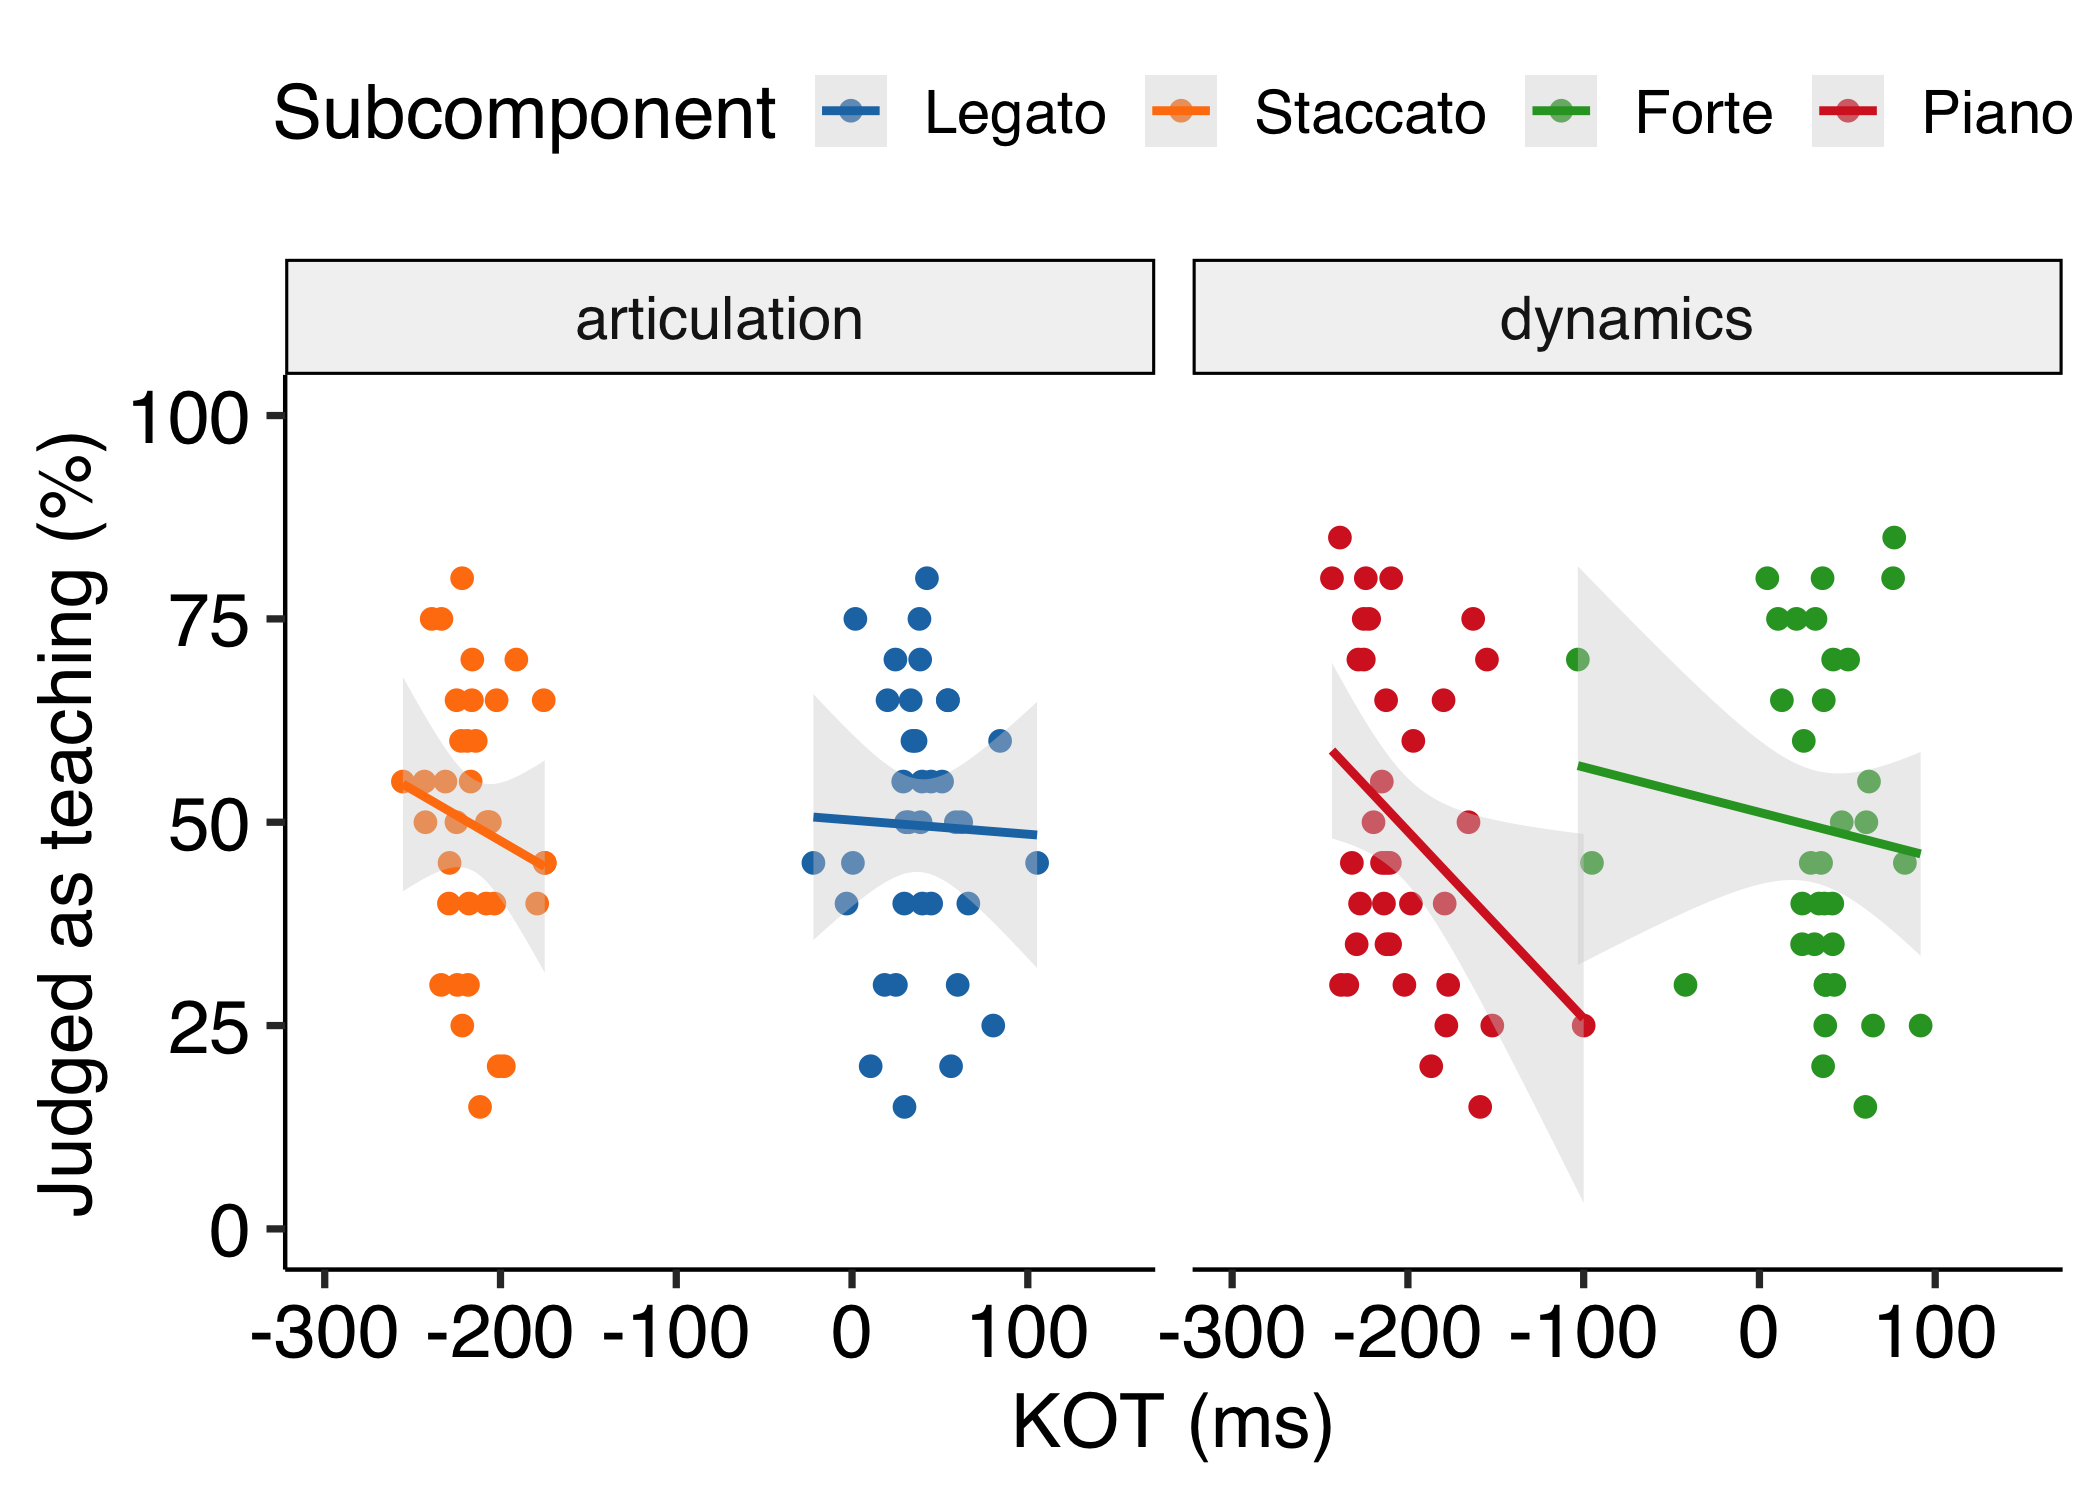 Subcomponent Legato Staccato Forte Piano
articulation dynamics
Judged as teaching (%)
100
75
50
25
0
-300 -200 -100 0 100 -300 -200 -100 0 100
KOT (ms)